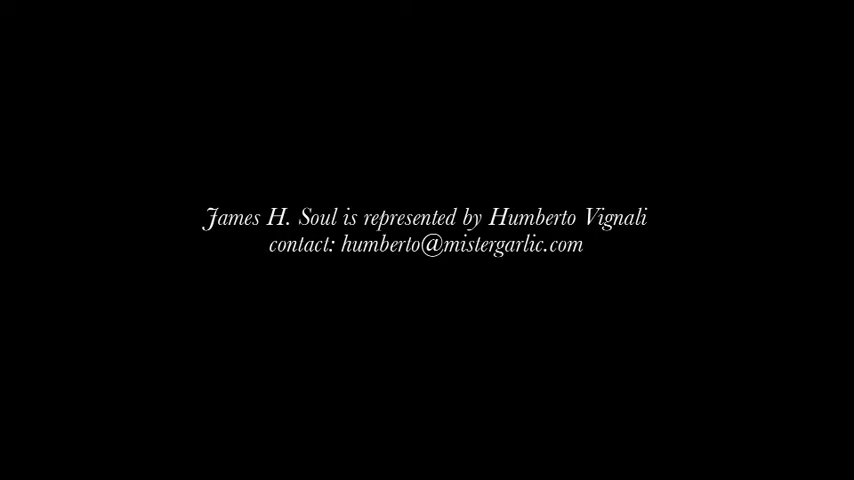 James H. Soul is represented by Humberto Vignali
contact: humberto@mistergarlic.com